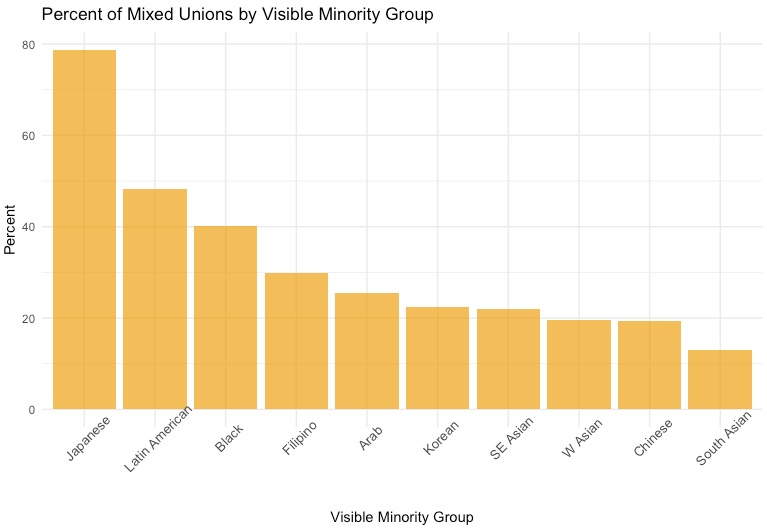 Percent of Mixed Unions by Visible Minority Group
80
60
40
20
0
Percent
Japanese
Latin American
Black
Filipino
Arab
Korean
SE Asian
W Asian
Chinese
South Asian
Visible Minority Group